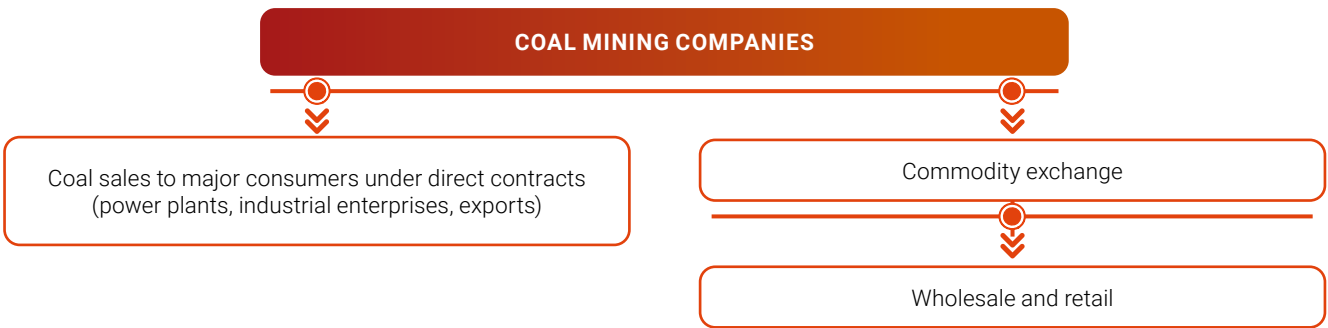 COAL MINING COMPANIES
Coal sales to major consumers under direct contracts
(power plants, industrial enterprises, exports)
Commodity exchange
Wholesale and retail